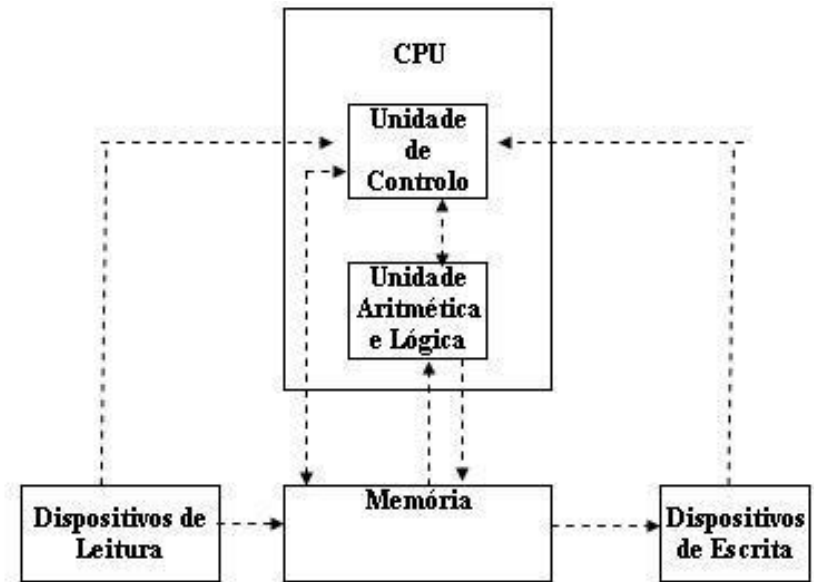 CPU
Unidade
de
Controlo
Unidade
Aritmética
e Lógica
Dispositivos de
Leitura
Memória
Dispositivos
de Escrita